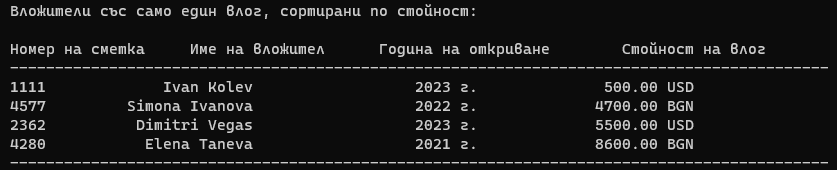 Вложители със само един влог, сортирани по стойност:
Номер на сметка Име на вложител Година на откриване Стойност на влог
1111 Ivan Kolev 2023 г. 500.00 USD
4577 Simona Ivanova 2022 г. 4700.00 BGN
2362 Dimitri Vegas 2023 г. 5500.00 USD
4280 Elena Taneva 2021 г. 8600.00 BGN